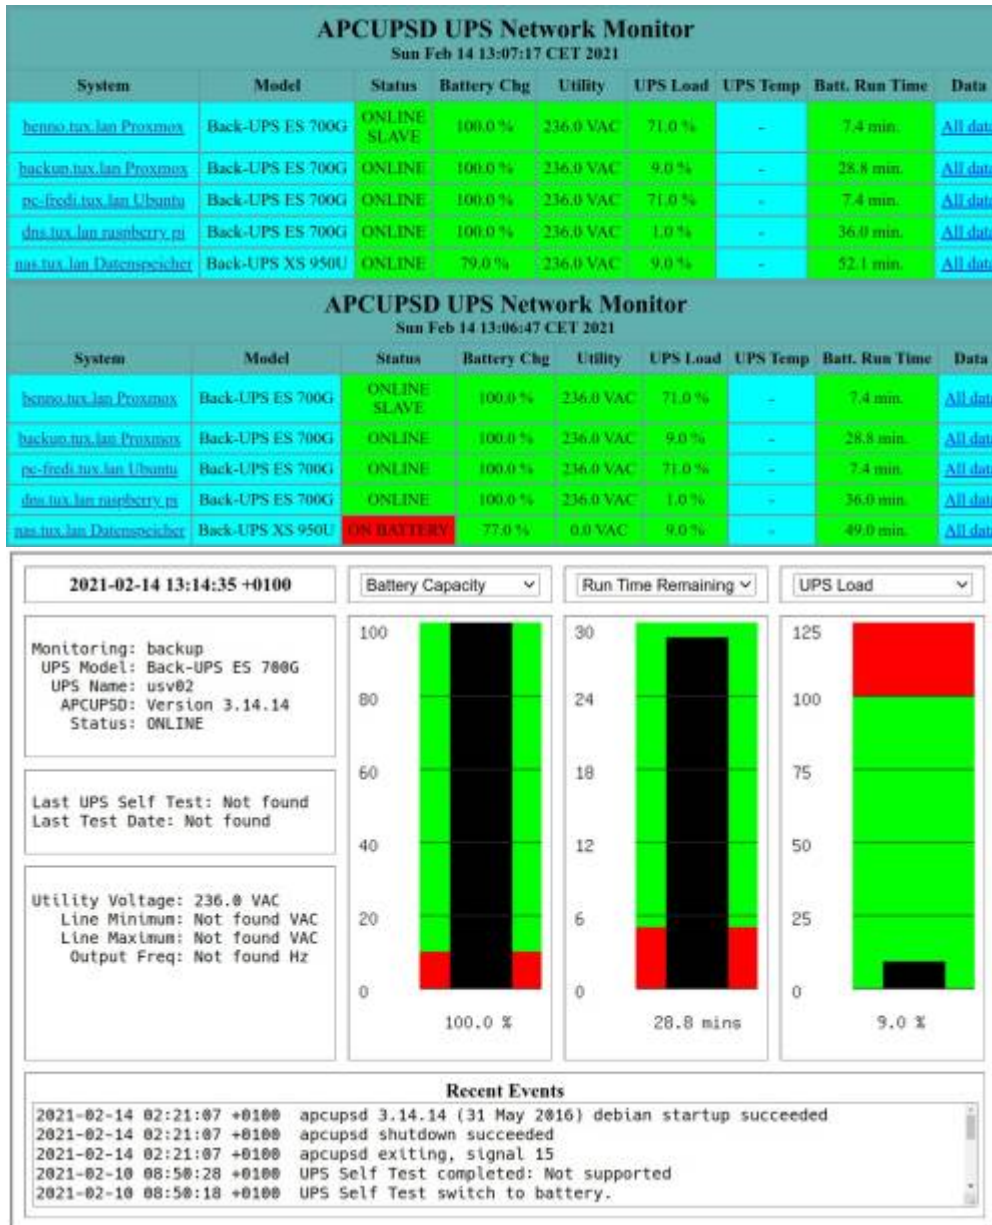 APCUPSD UPS Network Monitor
Sun Feb 14 13:07:17 CET 2021
System Model Status Battery Chg Utility UPS Load UPS Temp Batt. Run Time Data
benno.tux.lan Proxmox Back-UPS ES 700G ONLINE SLAVE 100.0 % 236.0 VAC 71.0 % - 7.4 min. All data
backup.tux.lan Proxmox Back-UPS ES 700G ONLINE 100.0 % 236.0 VAC 9.0 % - 28.8 min. All data
pc-fredi.tux.lan Ubuntu Back-UPS ES 700G ONLINE 100.0 % 236.0 VAC 71.0 % - 7.4 min. All data
dns.tux.lan raspberry pi Back-UPS ES 700G ONLINE 100.0 % 236.0 VAC 1.0 % - 36.0 min. All data
nas.tux.lan Datenspeicher Back-UPS XS 950U ONLINE 79.0 % 236.0 VAC 9.0 % - 52.1 min. All data
APCUPSD UPS Network Monitor
Sun Feb 14 13:06:47 CET 2021
System Model Status Battery Chg Utility UPS Load UPS Temp Batt. Run Time Data
benno.tux.lan Proxmox Back-UPS ES 700G ONLINE SLAVE 100.0 % 236.0 VAC 71.0 % - 7.4 min. All data
backup.tux.lan Proxmox Back-UPS ES 700G ONLINE 100.0 % 236.0 VAC 9.0 % - 28.8 min. All data
pc-fredi.tux.lan Ubuntu Back-UPS ES 700G ONLINE 100.0 % 236.0 VAC 71.0 % - 7.4 min. All data
dns.tux.lan raspberry pi Back-UPS ES 700G ONLINE 100.0 % 236.0 VAC 1.0 % - 36.0 min. All data
nas.tux.lan Datenspeicher Back-UPS XS 950U ON BATTERY 77.0 % 0.0 VAC 9.0 % - 49.0 min. All data
2021-02-14 13:14:35 +0100
Monitoring: backup
UPS Model: Back-UPS ES 700G
UPS Name: usv02
APCUPSD: Version 3.14.14
Status: ONLINE
Last UPS Self Test: Not found
Last Test Date: Not found
Utility Voltage: 236.0 VAC
Line Minimum: Not found VAC
Line Maximum: Not found VAC
Output Freq: Not found Hz
Battery Capacity
100
80
60
40
20
0
100.0 %
Run Time Remaining
30
24
18
12
6
0
28.8 mins
UPS Load
125
100
75
50
25
0
9.0 %
Recent Events
2021-02-14 02:21:07 +0100 apcupsd 3.14.14 (31 May 2016) debian startup succeeded
2021-02-14 02:21:07 +0100 apcupsd shutdown succeeded
2021-02-14 02:21:07 +0100 apcupsd exiting, signal 15
2021-02-10 08:50:28 +0100 UPS Self Test completed: Not supported
2021-02-10 08:50:18 +0100 UPS Self Test switch to battery.